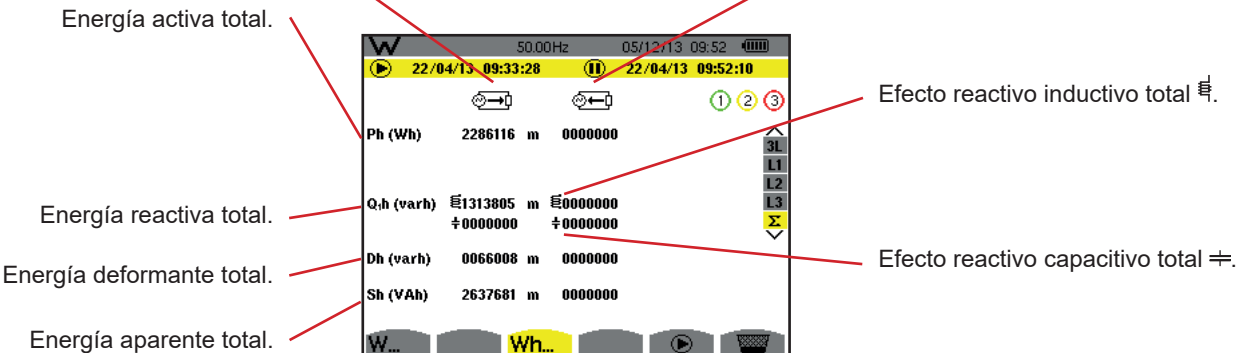 Energía activa total.
W 50.00Hz 05/12/13 09:52
22/04/13 09:33:28 22/04/13 09:52:10
1 2 3
Efecto reactivo inductivo total
Ph (Wh) 2286116 m 0000000
3L
L1
L2
L3
Σ
Energía reactiva total.
Q₁h (varh) 1313805 m 0000000
0000000 0000000
Energía deformante total.
Dh (varh) 0066008 m 0000000
Efecto reactivo capacitivo total
Energía aparente total.
Sh (VAh) 2637681 m 0000000
W... Wh...